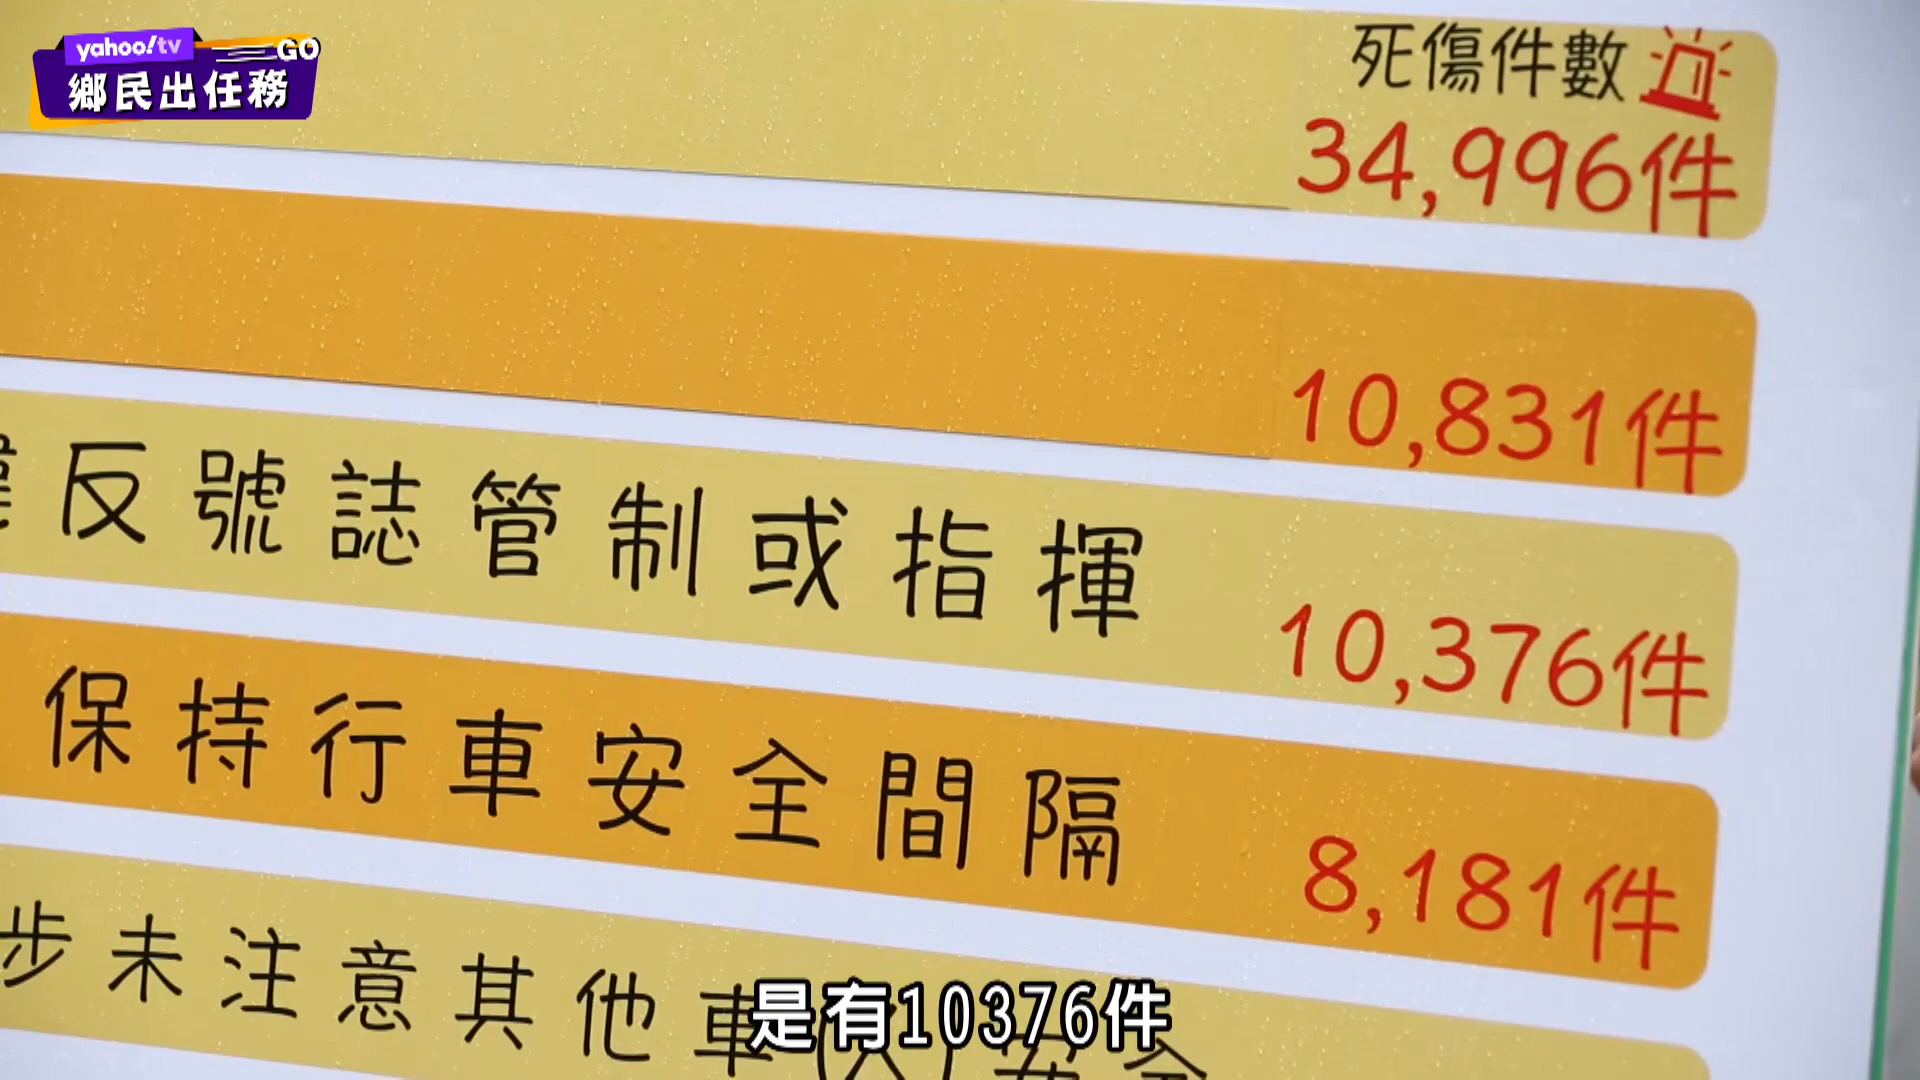 yahoo!tv
GO
鄉民出任務
死傷件數
34,996件
10,831件
反號誌管制或指揮
10,376件
保持行車安全間隔
8,181件
步未注意其他車(人)安全
是有10376件